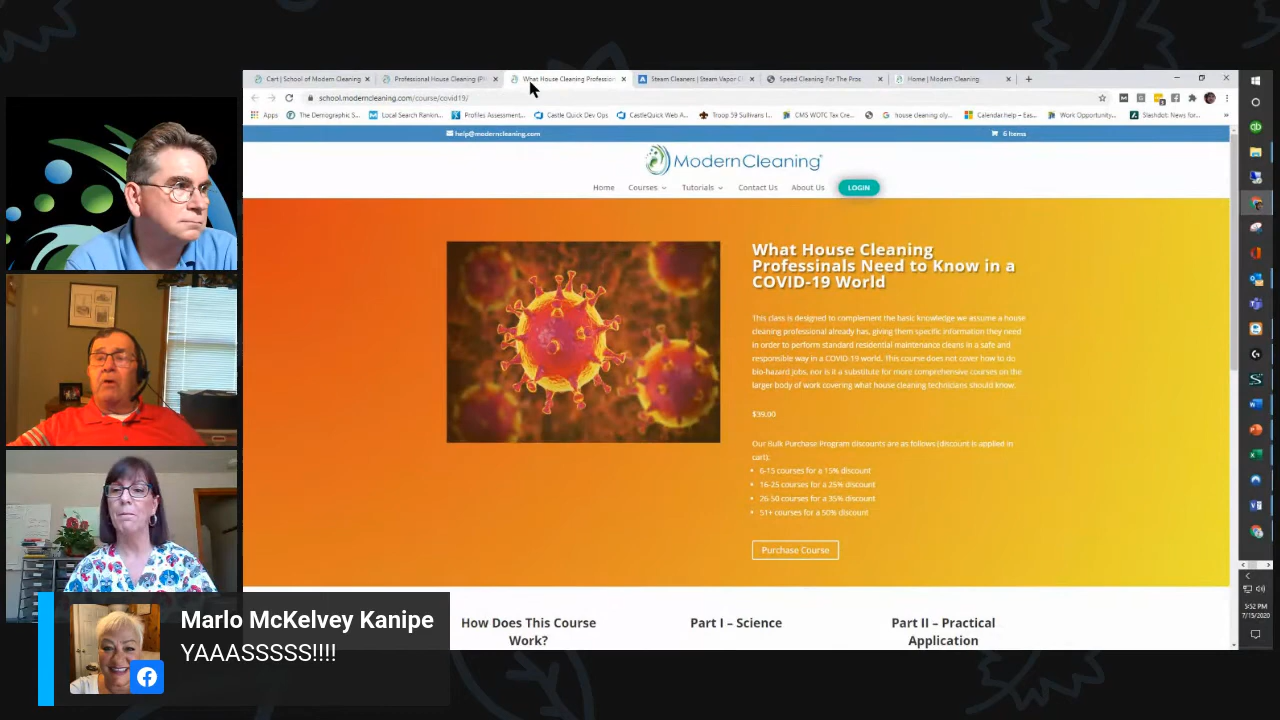 Cart | School of Modern Cleaning
Professional House Cleaning (Ph
What House Cleaning Profession
Steam Cleaners | Steam Vapor Cl
Speed Cleaning For The Pros
Home | Modern Cleaning
school.moderncleaning.com/course/covid19/
Apps
The Demographic S...
Local Search Rankin...
Profiles Assessment...
Castle Quick Dev Ops
CastleQuick Web A...
Troop 59 Sullivans I...
CMS WOTC Tax Cre...
house cleaning oly...
Calendar.help – Eas...
Work Opportunity...
Slashdot: News for...
help@moderncleaning.com
6 Items
ModernCleaning
Home
Courses
Tutorials
Contact Us
About Us
LOGIN
What House Cleaning
Professinals Need to Know in a
COVID-19 World
This class is designed to complement the basic knowledge we assume a house
cleaning professional already has, giving them specific information they need
in order to perform standard residential maintenance cleans in a safe and
responsible way in a COVID-19 world. This course does not cover how to do
bio-hazard jobs, nor is it a substitute for more comprehensive courses on the
larger body of work covering what house cleaning technicians should know.
$39.00
Our Bulk Purchase Program discounts are as follows (discount is applied in
cart):
• 6-15 courses for a 15% discount
• 16-25 courses for a 25% discount
• 26-50 courses for a 35% discount
• 51+ courses for a 50% discount
Purchase Course
How Does This Course
Work?
Part I – Science
Part II – Practical
Application
5:52 PM
7/15/2020
Marlo McKelvey Kanipe
YAAASSSSS!!!!